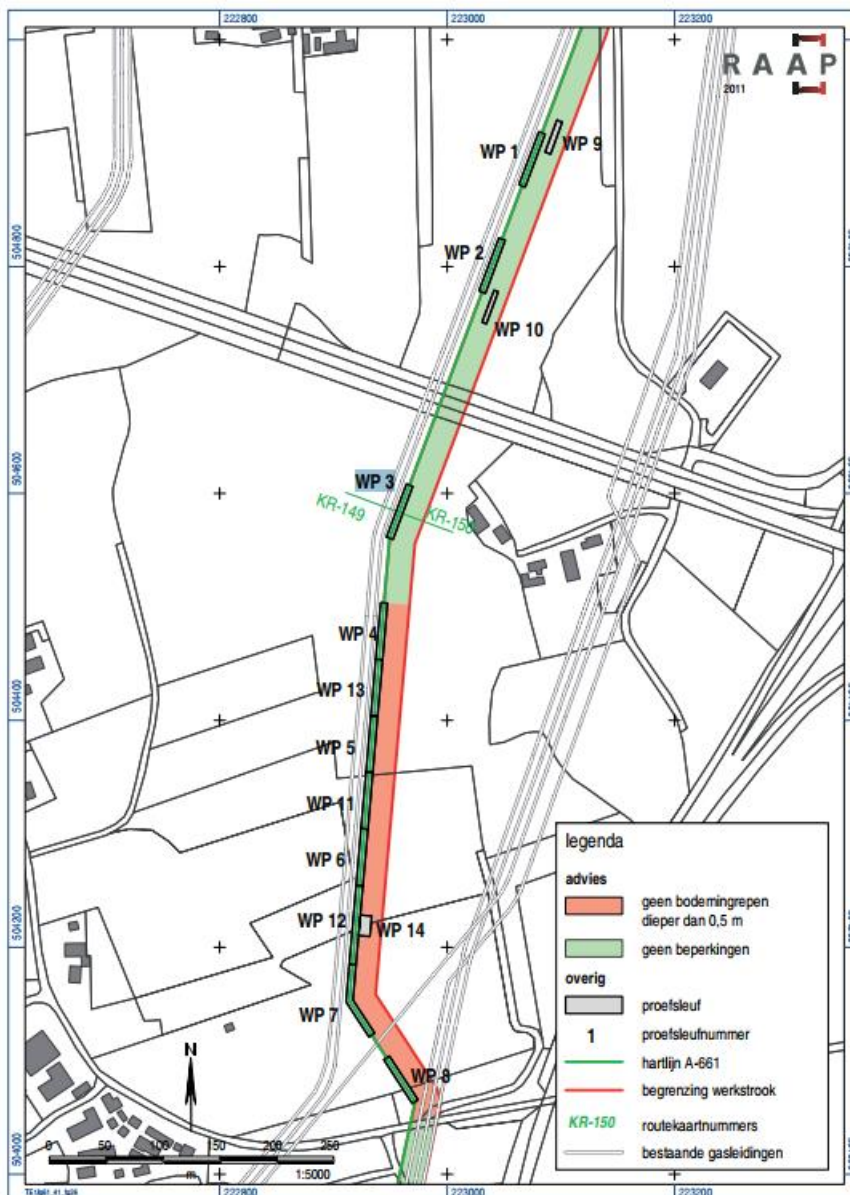 222800 223000 223200
RAAP
2011
WP 1
WP 9
504800
WP 2
WP 10
504600
WP 3
KR-149
KR-150
WP 4
WP 13
504400
WP 5
WP 11
WP 6
504200
WP 12
WP 14
WP 7
WP 8
504000
N
0 50 100 150 200 250
m
1:5000
222800 223000 223200
legenda
advies
geen bodemingrepen
dieper dan 0,5 m
geen beperkingen
overig
proefsleuf
1 proefsleufnummer
hartlijn A-661
begrenzing werkstrook
KR-150 routekaartnummers
bestaande gasleidingen